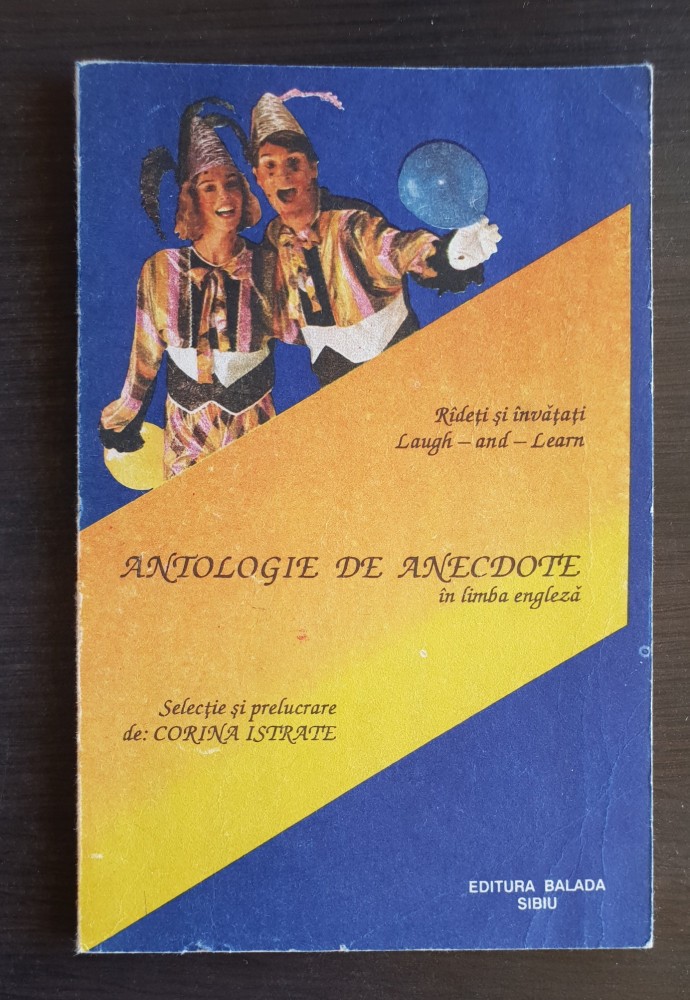 Rîdeți și învățați
Laugh – and – Learn
ANTOLOGIE DE ANECDOTE
în limba engleză
Selecție și prelucrare
de: CORINA ISTRATE
EDITURA BALADA
SIBIU